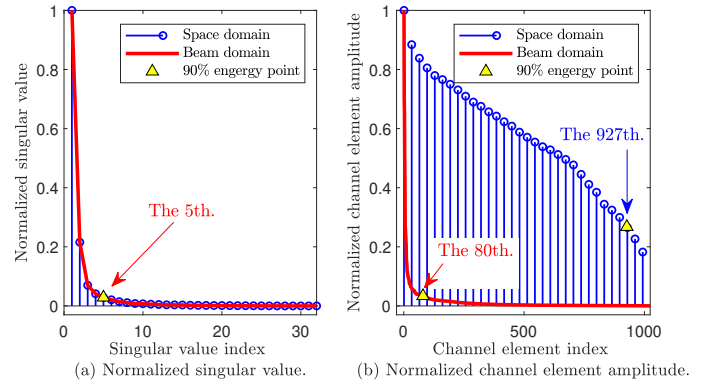 Normalized singular value
1
0.8
0.6
0.4
0.2
0
Space domain
Beam domain
90% engergy point
The 5th.
0 10 20 30
Singular value index
(a) Normalized singular value.
Normalized channel element amplitude
1
0.8
0.6
0.4
0.2
0
Space domain
Beam domain
90% engergy point
The 927th.
The 80th.
0 500 1000
Channel element index
(b) Normalized channel element amplitude.